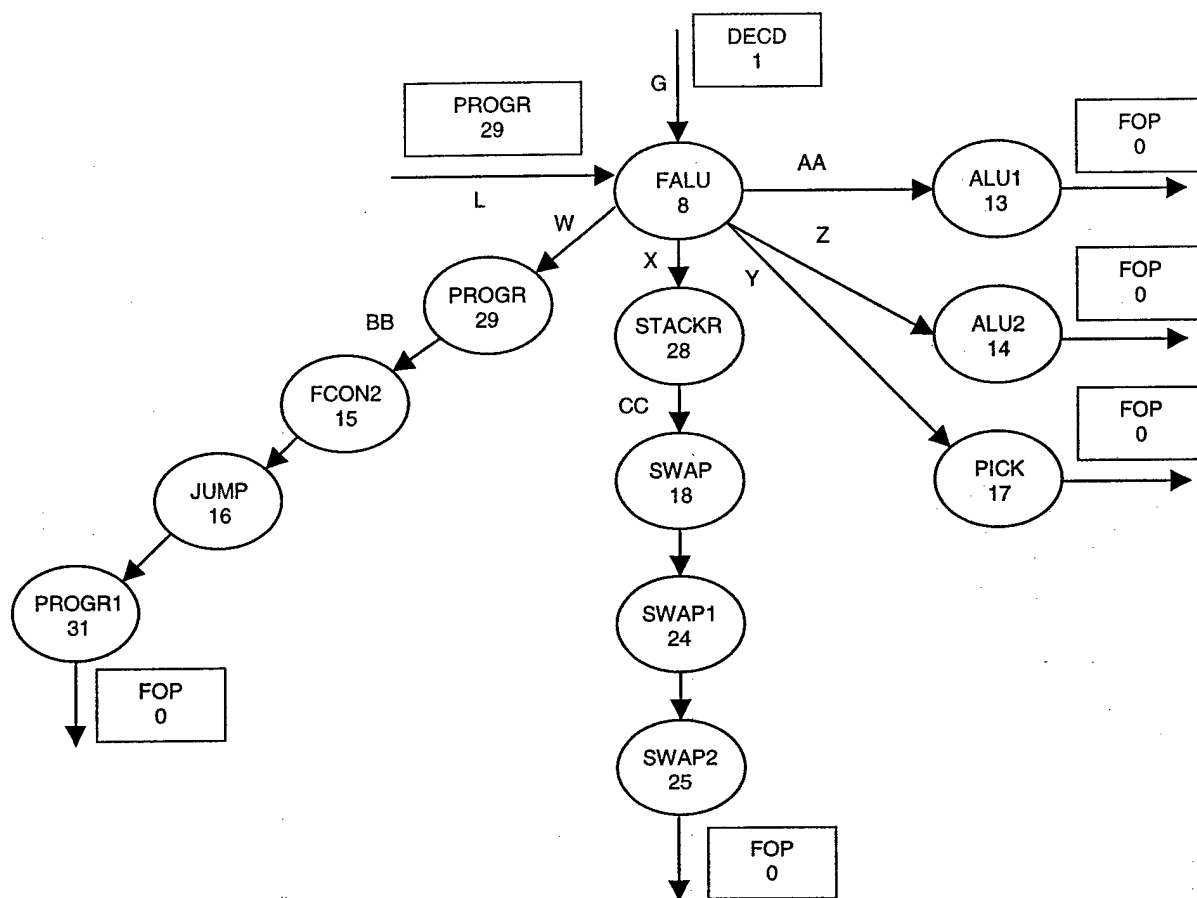 DECD
1
G
PROGR
29
L
FALU
8
AA
ALU1
13
FOP
0
W
X
Y
Z
PROGR
29
STACKR
28
ALU2
14
FOP
0
BB
FCON2
15
CC
SWAP
18
PICK
17
FOP
0
JUMP
16
PROGR1
31
FOP
0
SWAP1
24
SWAP2
25
FOP
0